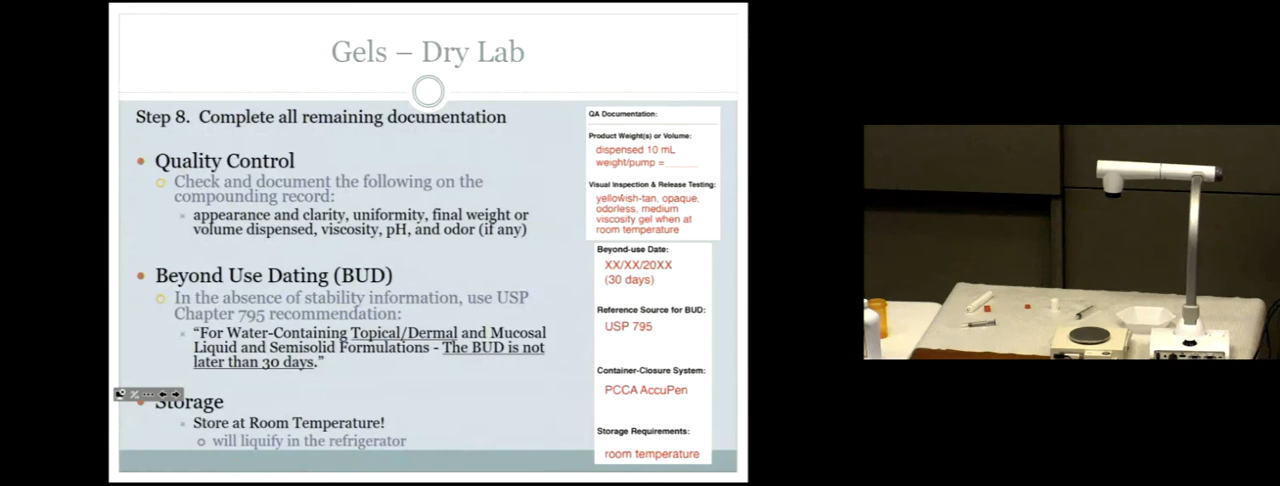 Gels – Dry Lab
Step 8. Complete all remaining documentation
Quality Control
Check and document the following on the
compounding record:
appearance and clarity, uniformity, final weight or
volume dispensed, viscosity, pH, and odor (if any)
Beyond Use Dating (BUD)
In the absence of stability information, use USP
Chapter 795 recommendation:
“For Water-Containing Topical/Dermal and Mucosal
Liquid and Semisolid Formulations - The BUD is not
later than 30 days.”
Storage
Store at Room Temperature!
will liquify in the refrigerator
QA Documentation:
Product Weight(s) or Volume:
dispensed 10 mL
weight/pump = ______
Visual Inspection & Release Testing:
yellowish-tan, opaque,
odorless, medium
viscosity gel when at
room temperature
Beyond-use Date:
XX/XX/20XX
(30 days)
Reference Source for BUD:
USP 795
Container-Closure System:
PCCA AccuPen
Storage Requirements:
room temperature